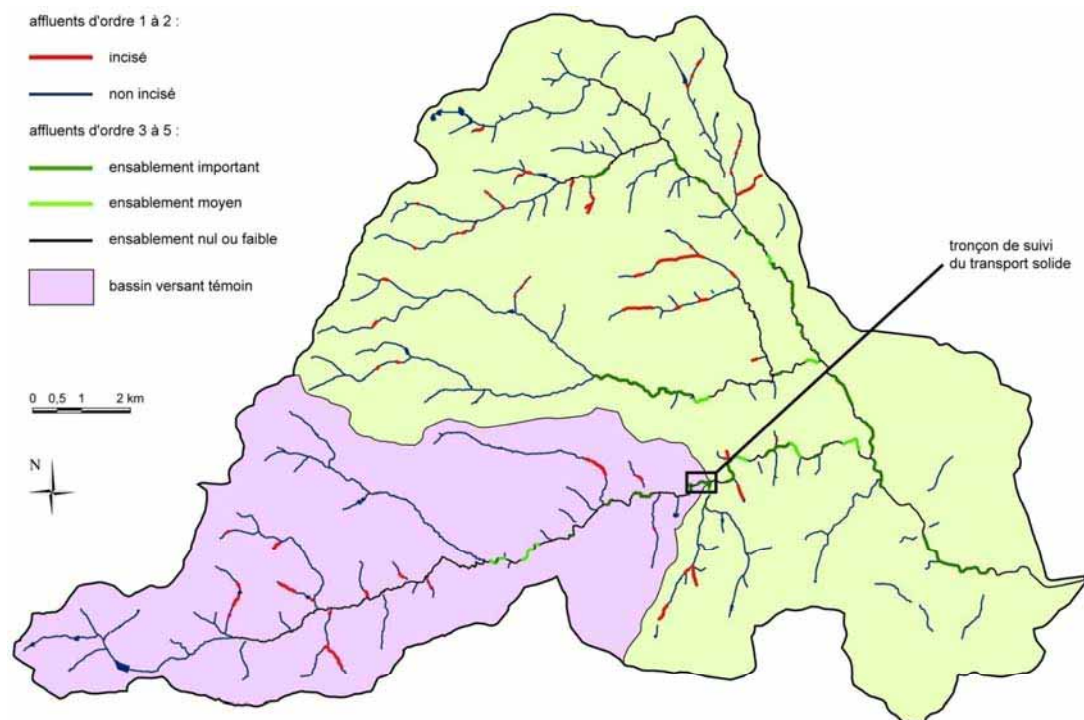 affluents d'ordre 1 à 2 :
incisé
non incisé
affluents d'ordre 3 à 5 :
ensablement important
ensablement moyen
ensablement nul ou faible
bassin versant témoin
tronçon de suivi
du transport solide
0 0,5 1 2 km
N